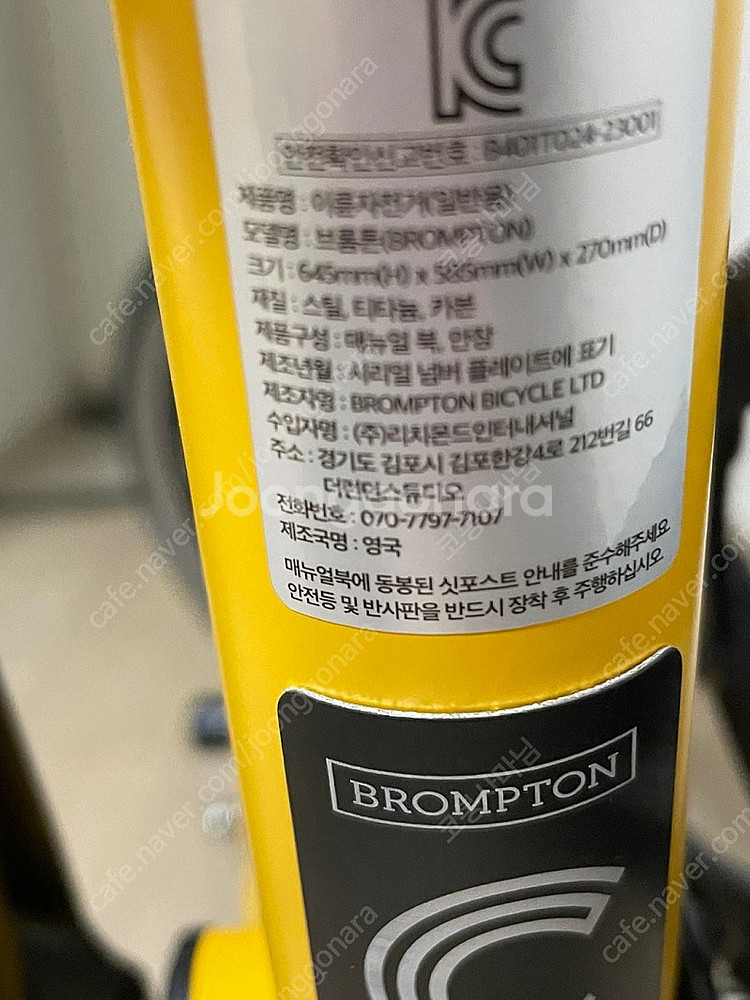 KC
안전확인신고번호 B401T024-23001
제품명 : 이륜자전거(일반용)
모델명 : 브롬톤(BROMPTON)
크기 : 645mm(H) x 585mm(W) x 270mm(D)
재질 : 스틸, 티타늄, 카본
제품구성 : 매뉴얼 북, 안장
제조년월 : 시리얼 넘버 플레이트에 표기
제조자명 : BROMPTON BICYCLE LTD
수입자명 : (주)리치몬드인터내셔널
주소 : 경기도 김포시 김포한강4로 212번길 66
더런던스튜디오
전화번호 : 070-7797-7107
제조국명 : 영국
매뉴얼북에 동봉된 싯포스트 안내를 준수해주세요
안전등 및 반사판을 반드시 장착 후 주행하십시오
BROMPTON
C
Joonggonara
cafe.naver.com/joonggonara